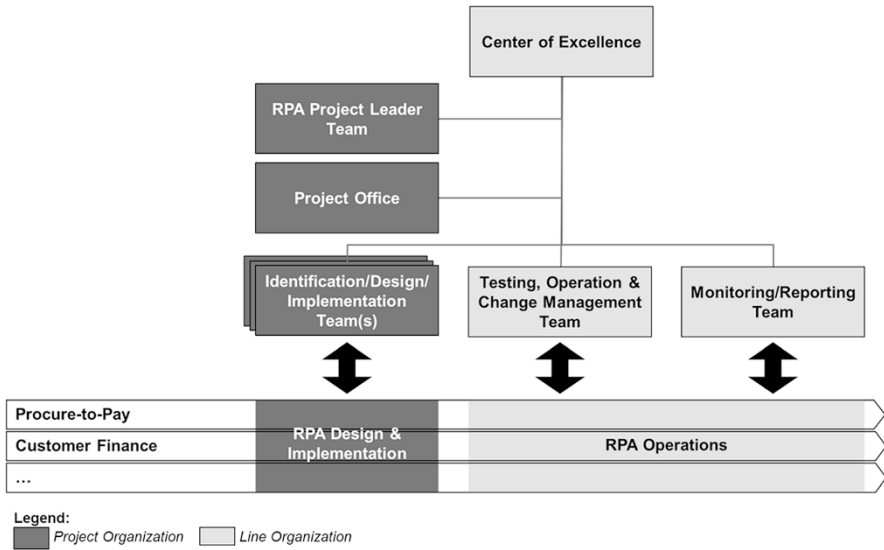 Center of Excellence
RPA Project Leader
Team
Project Office
Identification/Design/
Implementation
Team(s)
Testing, Operation &
Change Management
Team
Monitoring/Reporting
Team
Procure-to-Pay
Customer Finance
...
RPA Design &
Implementation
RPA Operations
Legend:
Project Organization
Line Organization